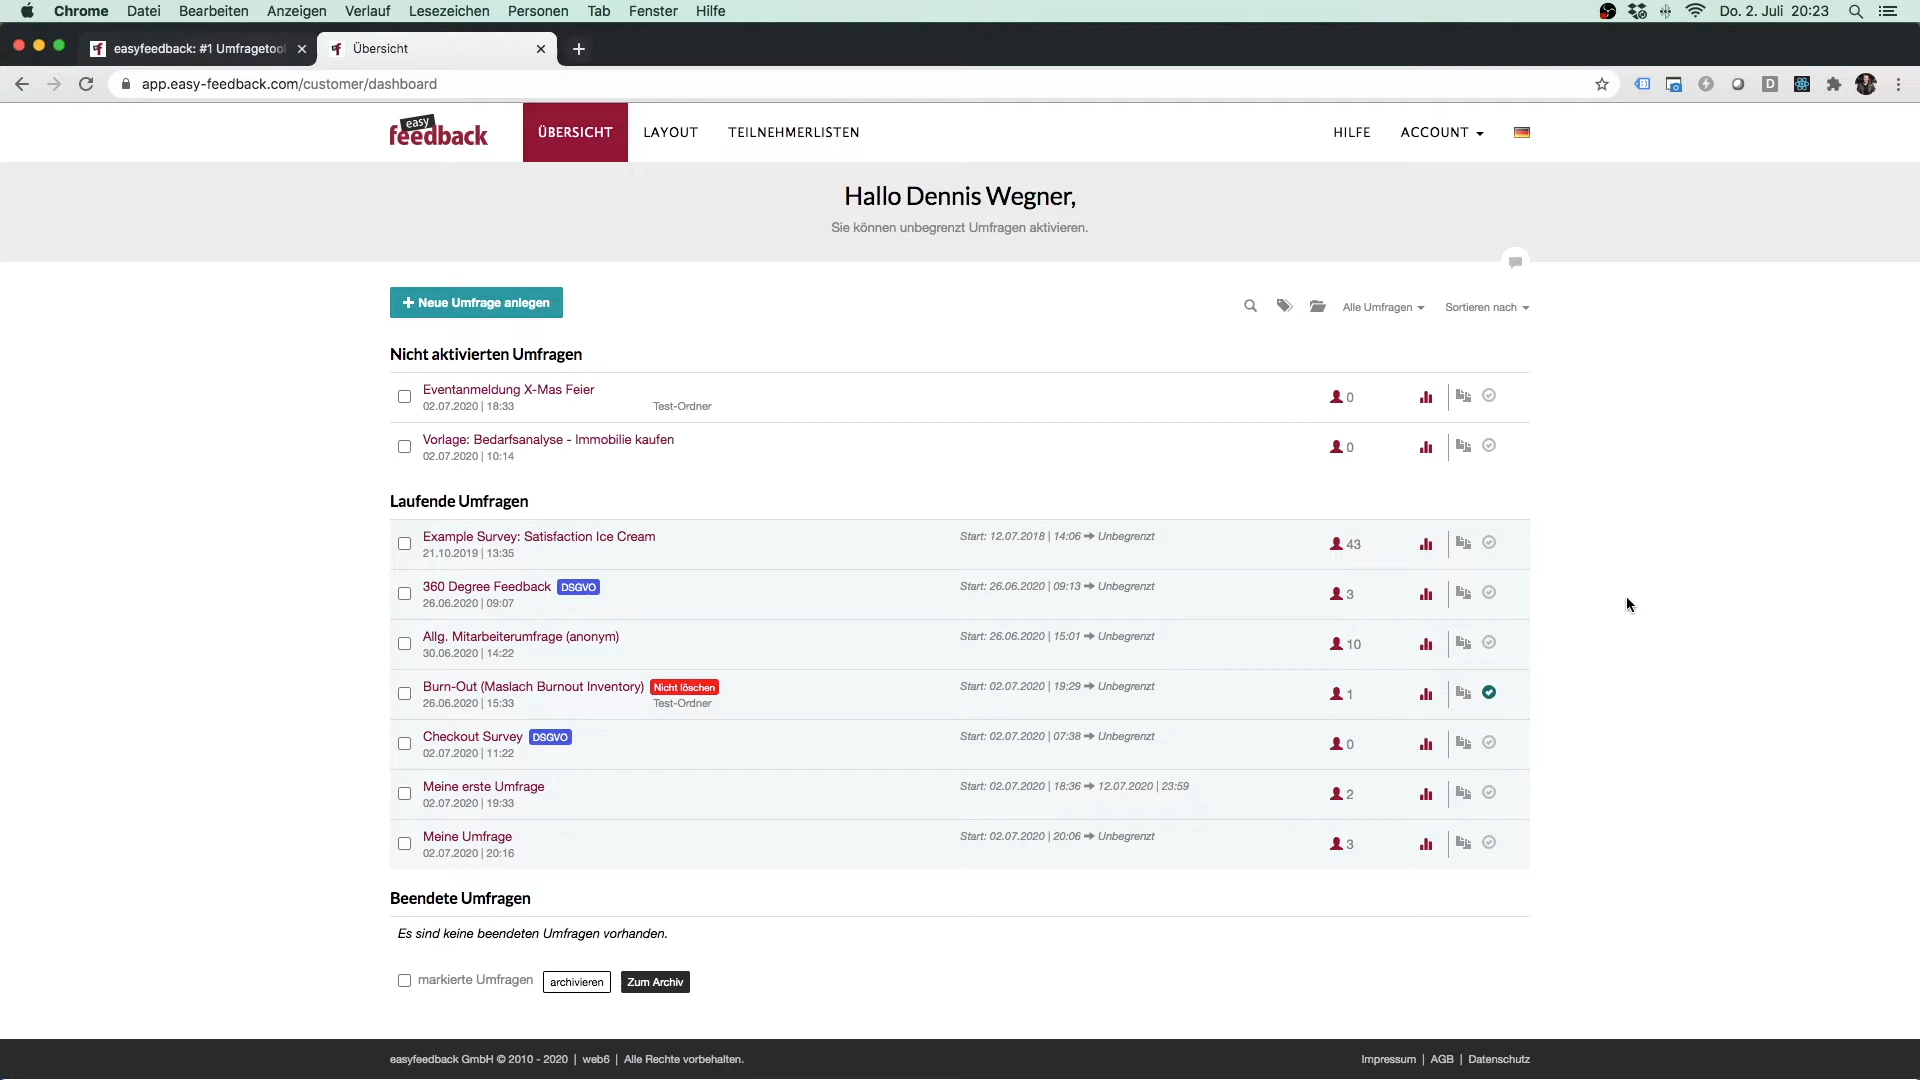 Chrome Datei Bearbeiten Anzeigen Verlauf Lesezeichen Personen Tab Fenster Hilfe Do. 2. Juli 20:23
easyfeedback: #1 Umfragetool Übersicht
app.easy-feedback.com/customer/dashboard
easy feedback ÜBERSICHT LAYOUT TEILNEHMERLISTEN HILFE ACCOUNT
Hallo Dennis Wegner,
Sie können unbegrenzt Umfragen aktivieren.
+ Neue Umfrage anlegen Alle Umfragen Sortieren nach
Nicht aktivierten Umfragen
Eventanmeldung X-Mas Feier 0
02.07.2020 | 18:33 Test-Ordner
Vorlage: Bedarfsanalyse - Immobilie kaufen 0
02.07.2020 | 10:14
Laufende Umfragen
Example Survey: Satisfaction Ice Cream Start: 12.07.2018 | 14:06 ➔ Unbegrenzt 43
21.10.2019 | 13:35
360 Degree Feedback DSGVO Start: 26.06.2020 | 09:13 ➔ Unbegrenzt 3
26.06.2020 | 09:07
Allg. Mitarbeiterumfrage (anonym) Start: 26.06.2020 | 15:01 ➔ Unbegrenzt 10
30.06.2020 | 14:22
Burn-Out (Maslach Burnout Inventory) Nicht löschen Start: 02.07.2020 | 19:29 ➔ Unbegrenzt 1
26.06.2020 | 15:33 Test-Ordner
Checkout Survey DSGVO Start: 02.07.2020 | 07:38 ➔ Unbegrenzt 0
02.07.2020 | 11:22
Meine erste Umfrage Start: 02.07.2020 | 18:36 ➔ 12.07.2020 | 23:59 2
02.07.2020 | 19:33
Meine Umfrage Start: 02.07.2020 | 20:06 ➔ Unbegrenzt 3
02.07.2020 | 20:16
Beendete Umfragen
Es sind keine beendeten Umfragen vorhanden.
markierte Umfragen archivieren Zum Archiv
easyfeedback GmbH © 2010 - 2020 | web6 | Alle Rechte vorbehalten. Impressum | AGB | Datenschutz